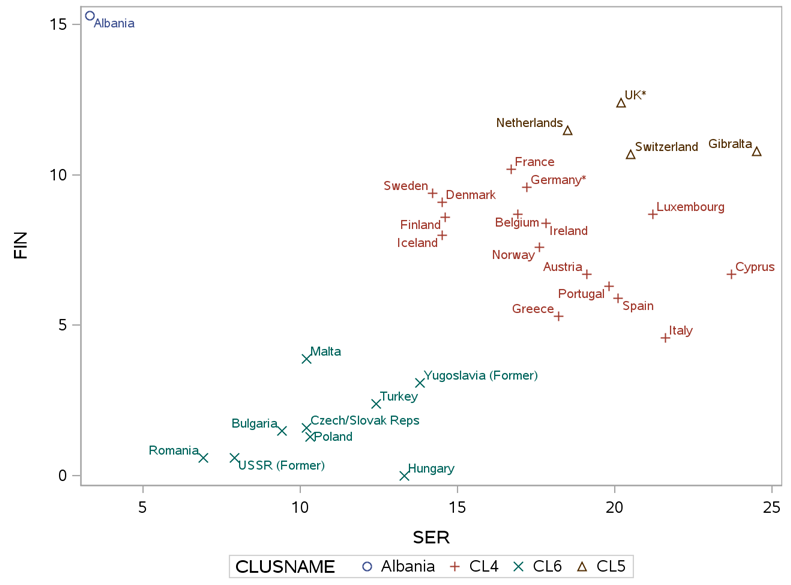 15
Albania
UK*
Netherlands
Switzerland
Gibralta
10
France
Germany*
Sweden
Denmark
Luxembourg
Finland
Belgium
Ireland
Iceland
FIN
Norway
Austria
Cyprus
Portugal
Spain
Greece
5
Italy
Malta
Yugoslavia (Former)
Turkey
Bulgaria
Czech/Slovak Reps
Poland
Romania
USSR (Former)
Hungary
0
5
10
15
20
25
SER
CLUSNAME Albania CL4 CL6 CL5